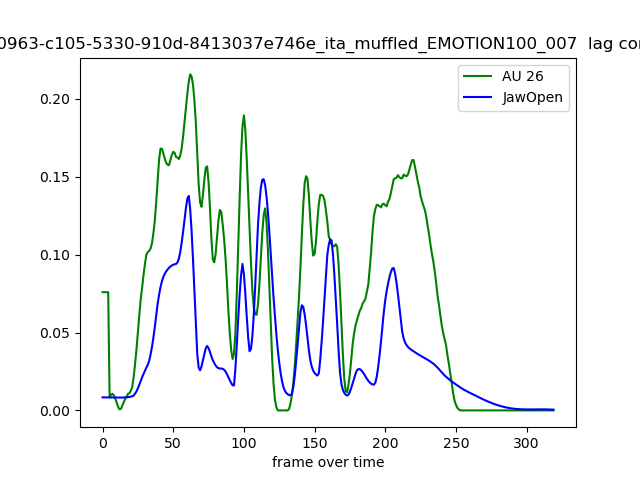 0963-c105-5330-910d-8413037e746e_ita_muffled_EMOTION100_007 lag
AU 26
JawOpen
0.20
0.15
0.10
0.05
0.00
0 50 100 150 200 250 300
frame over time